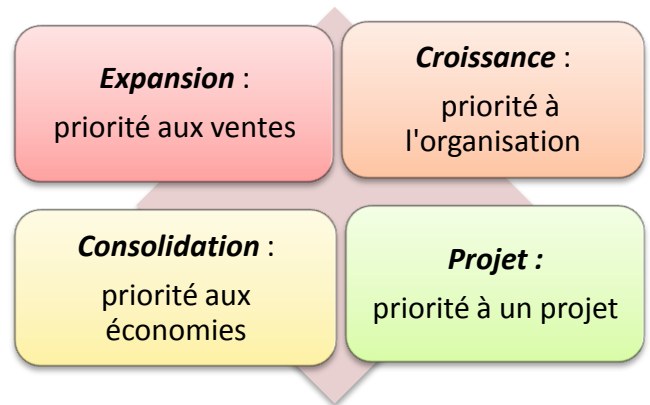 Expansion :
priorité aux ventes
Croissance :
priorité à
l'organisation
Consolidation :
priorité aux
économies
Projet :
priorité à un projet